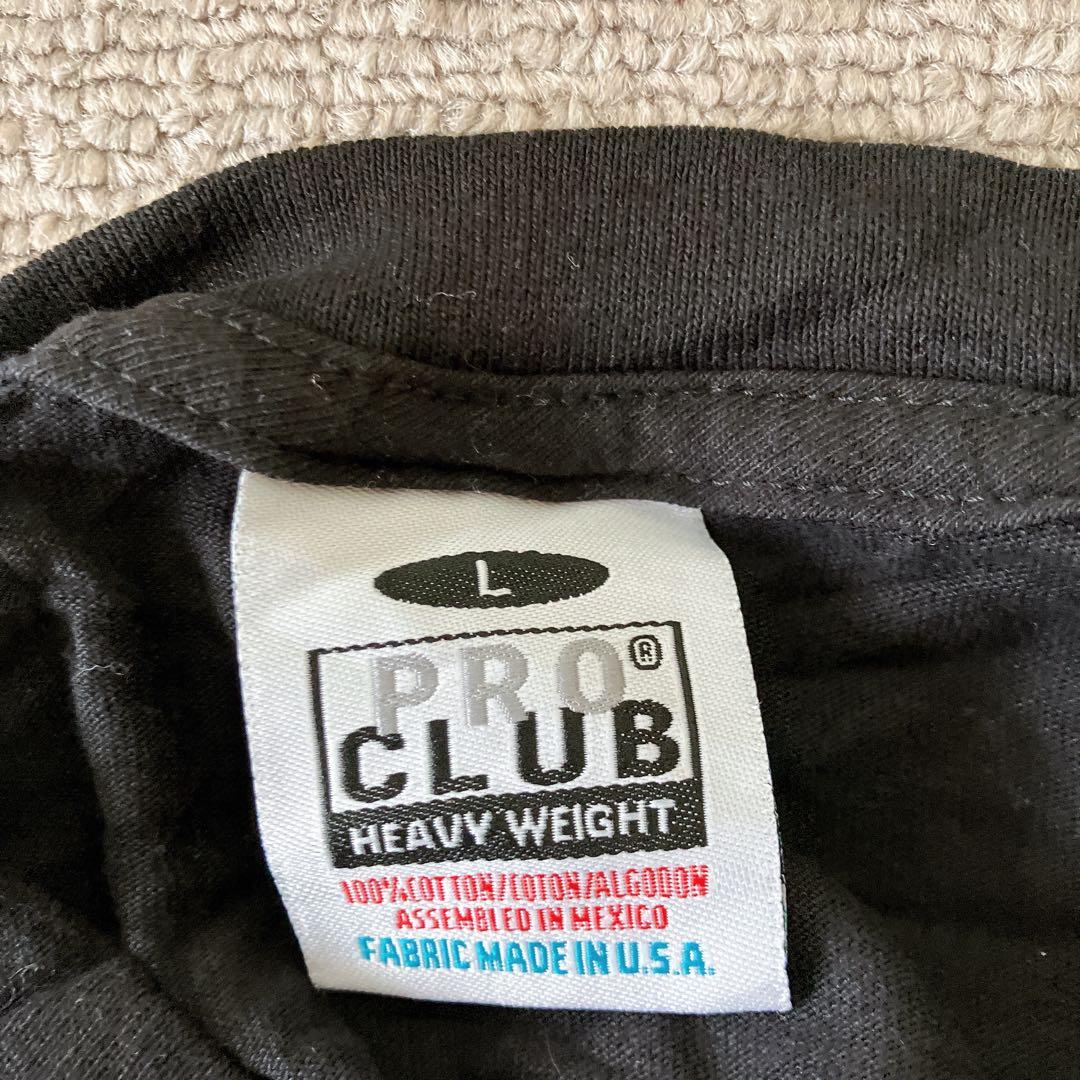 L
PRO®
CLUB
HEAVY WEIGHT
100% COTTON/COTON/ALGODON
ASSEMBLED IN MEXICO
FABRIC MADE IN U.S.A.